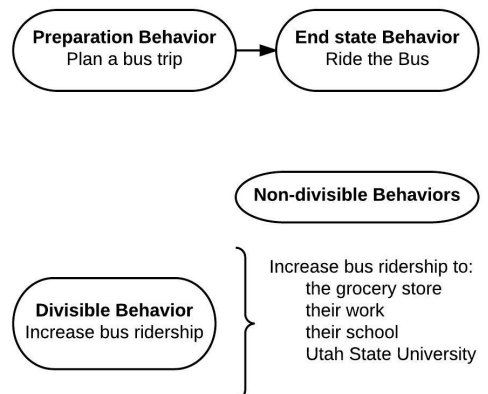 Preparation Behavior
Plan a bus trip
End state Behavior
Ride the Bus
Non-divisible Behaviors
Divisible Behavior
Increase bus ridership
Increase bus ridership to:
the grocery store
their work
their school
Utah State University